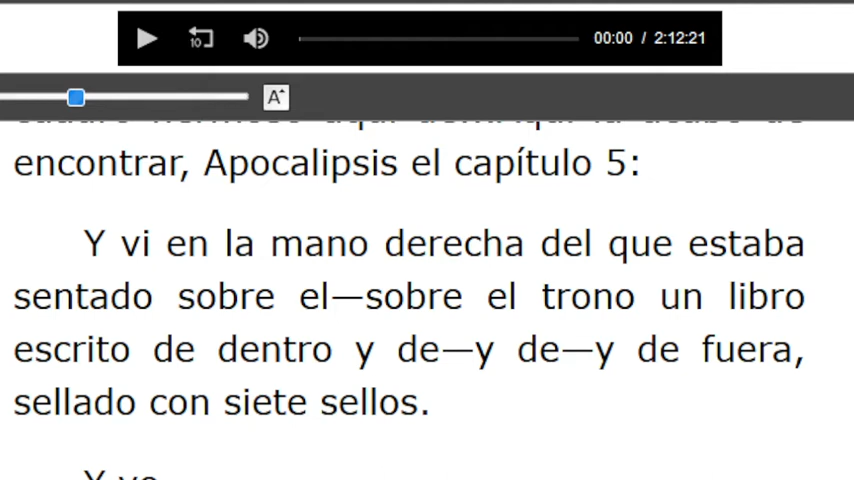 10
00:00 / 2:12:21
A+
encontrar, Apocalipsis el capítulo 5:
Y vi en la mano derecha del que estaba
sentado sobre el—sobre el trono un libro
escrito de dentro y de—y de—y de fuera,
sellado con siete sellos.